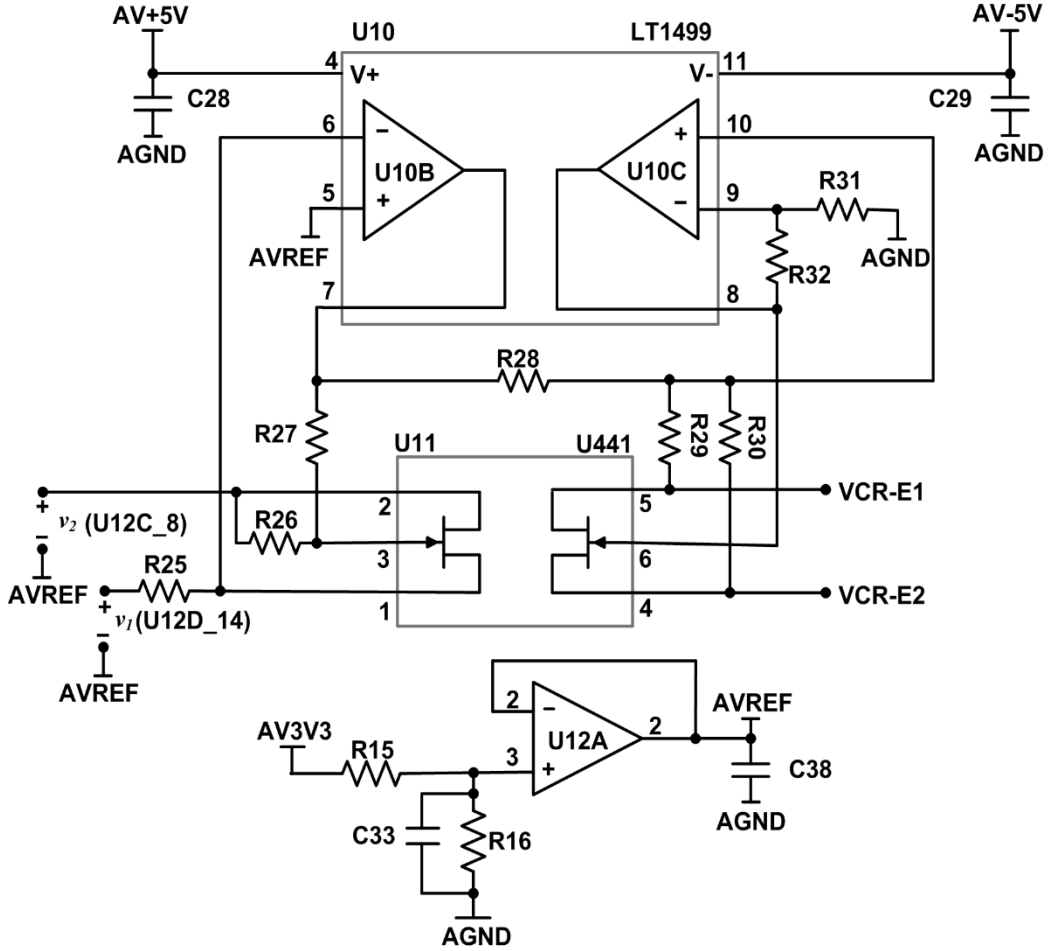 AV+5V
U10
LT1499
AV-5V
4
V+
V-
11
C28
C29
AGND
AGND
6
−
U10B
5
+
AVREF
7
10
+
U10C
9
−
8
R31
AGND
R32
R28
R27
R29
R30
U11
U441
2
5
VCR-E1
+
v2 (U12C_8)
−
AVREF
R26
3
6
R25
1
4
VCR-E2
+
v1(U12D_14)
−
AVREF
2
−
U12A
2
3
+
AVREF
C38
AGND
AV3V3
R15
C33
R16
AGND